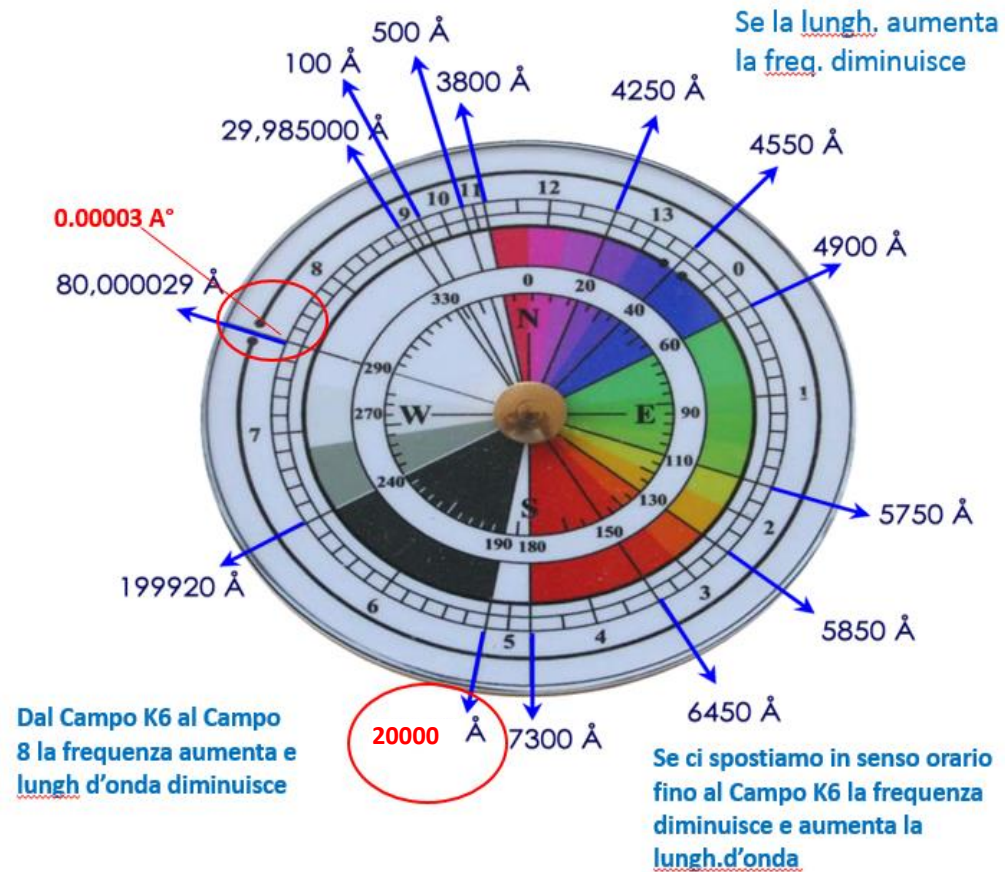 Se la lungh. aumenta
la freq. diminuisce
500 Å
100 Å
3800 Å
4250 Å
29,985000 Å
4550 Å
0.00003 A°
4900 Å
80,000029 Å
9
10
11
12
13
0
8
1
7
2
6
5
4
3
330
0
20
40
60
290
270
90
240
110
130
150
190
180
N
W
E
S
5750 Å
199920 Å
5850 Å
6450 Å
20000 Å
7300 Å
Dal Campo K6 al Campo
8 la frequenza aumenta e
lungh d'onda diminuisce
Se ci spostiamo in senso orario
fino al Campo K6 la frequenza
diminuisce e aumenta la
lungh.d'onda